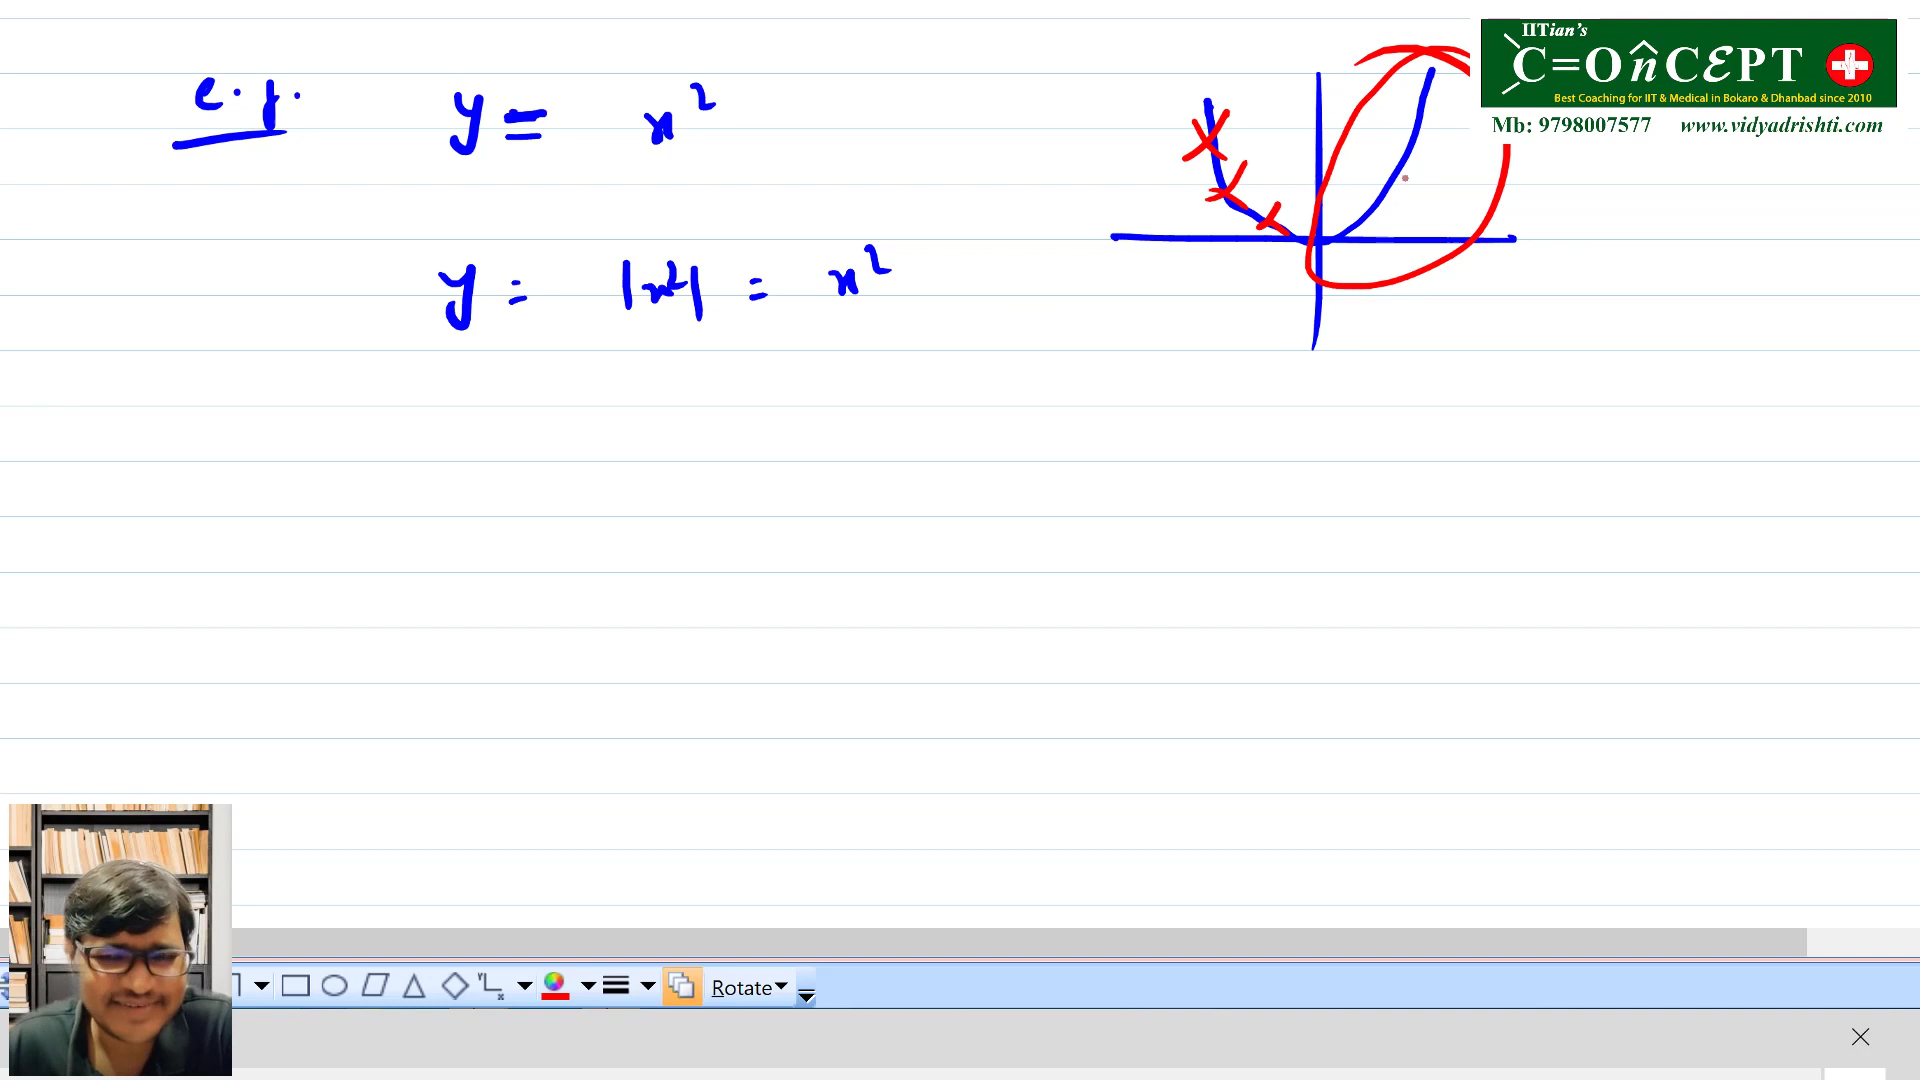 e.g. y = x²
y = |x²| = x²
IITian's
C=OnCEPT
Best Coaching for IIT & Medical in Bokaro & Dhanbad since 2010
Mb: 9798007577 www.vidyadrishti.com
Rotate